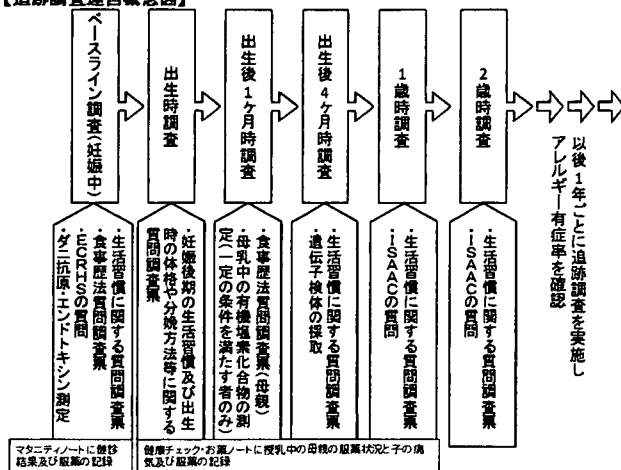 【追跡調査運営概念図】
ベースライン調査(妊娠中)
出生時調査
出生後1ヶ月時調査
出生後4ヶ月時調査
1歳時調査
2歳時調査
以後1年ごとに追跡調査を実施し
アレルギー有症率を確認
・生活習慣に関する質問調査票
・食事歴法質問調査票
・ECRHSの質問
・ダニ抗原・エンドトキシン測定
・妊娠後期の生活習慣及び出生
時の体格や分娩方法等に関する
質問調査票
・食事歴法質問調査票(母親)
・母乳中の有機塩素化合物の測
定(一定の条件を満たす者のみ)
・生活習慣に関する質問調査票
・遺伝子検体の採取
・生活習慣に関する質問調査票
・ISAACの質問
・生活習慣に関する質問調査票
・ISAACの質問
マタニティノートに健診
結果及び服薬の記録
健康チェック・お薬ノートに授乳中の母親の服薬状況と子の病
気及び服薬の記録